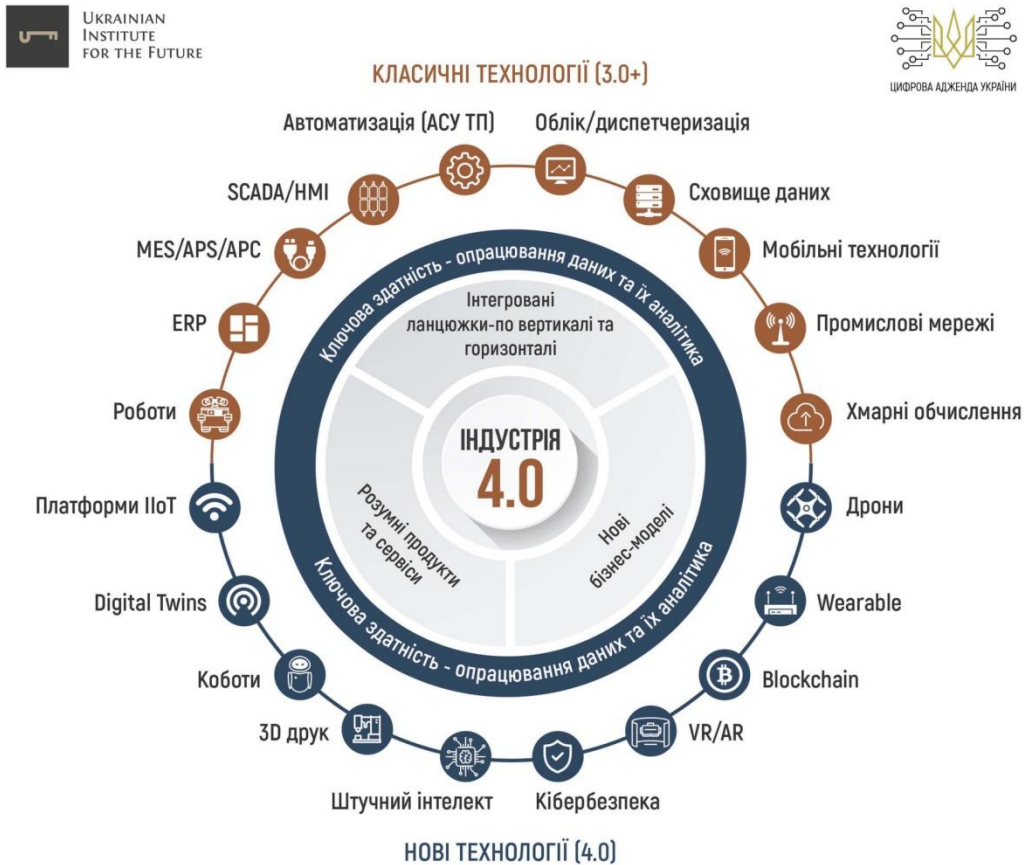 UKRAINIAN
INSTITUTE
FOR THE FUTURE
ЦИФРОВА АДЖЕНДА УКРАЇНИ
КЛАСИЧНІ ТЕХНОЛОГІЇ (3.0+)
Автоматизація (АСУ ТП)
Облік/диспетчеризація
SCADA/HMI
Сховище даних
MES/APS/APC
Мобільні технології
ERP
Промислові мережі
Роботи
Хмарні обчислення
Ключова здатність - опрацювання даних та їх аналітика
Інтегровані
ланцюжки-по вертикалі та
горизонталі
ІНДУСТРІЯ
4.0
Розумні продукти
та сервіси
Нові
бізнес-моделі
Ключова здатність - опрацювання даних та їх аналітика
Платформи ІІоТ
Дрони
Digital Twins
Wearable
Коботи
Blockchain
3D друк
VR/AR
Штучний інтелект
Кібербезпека
НОВІ ТЕХНОЛОГІЇ (4.0)